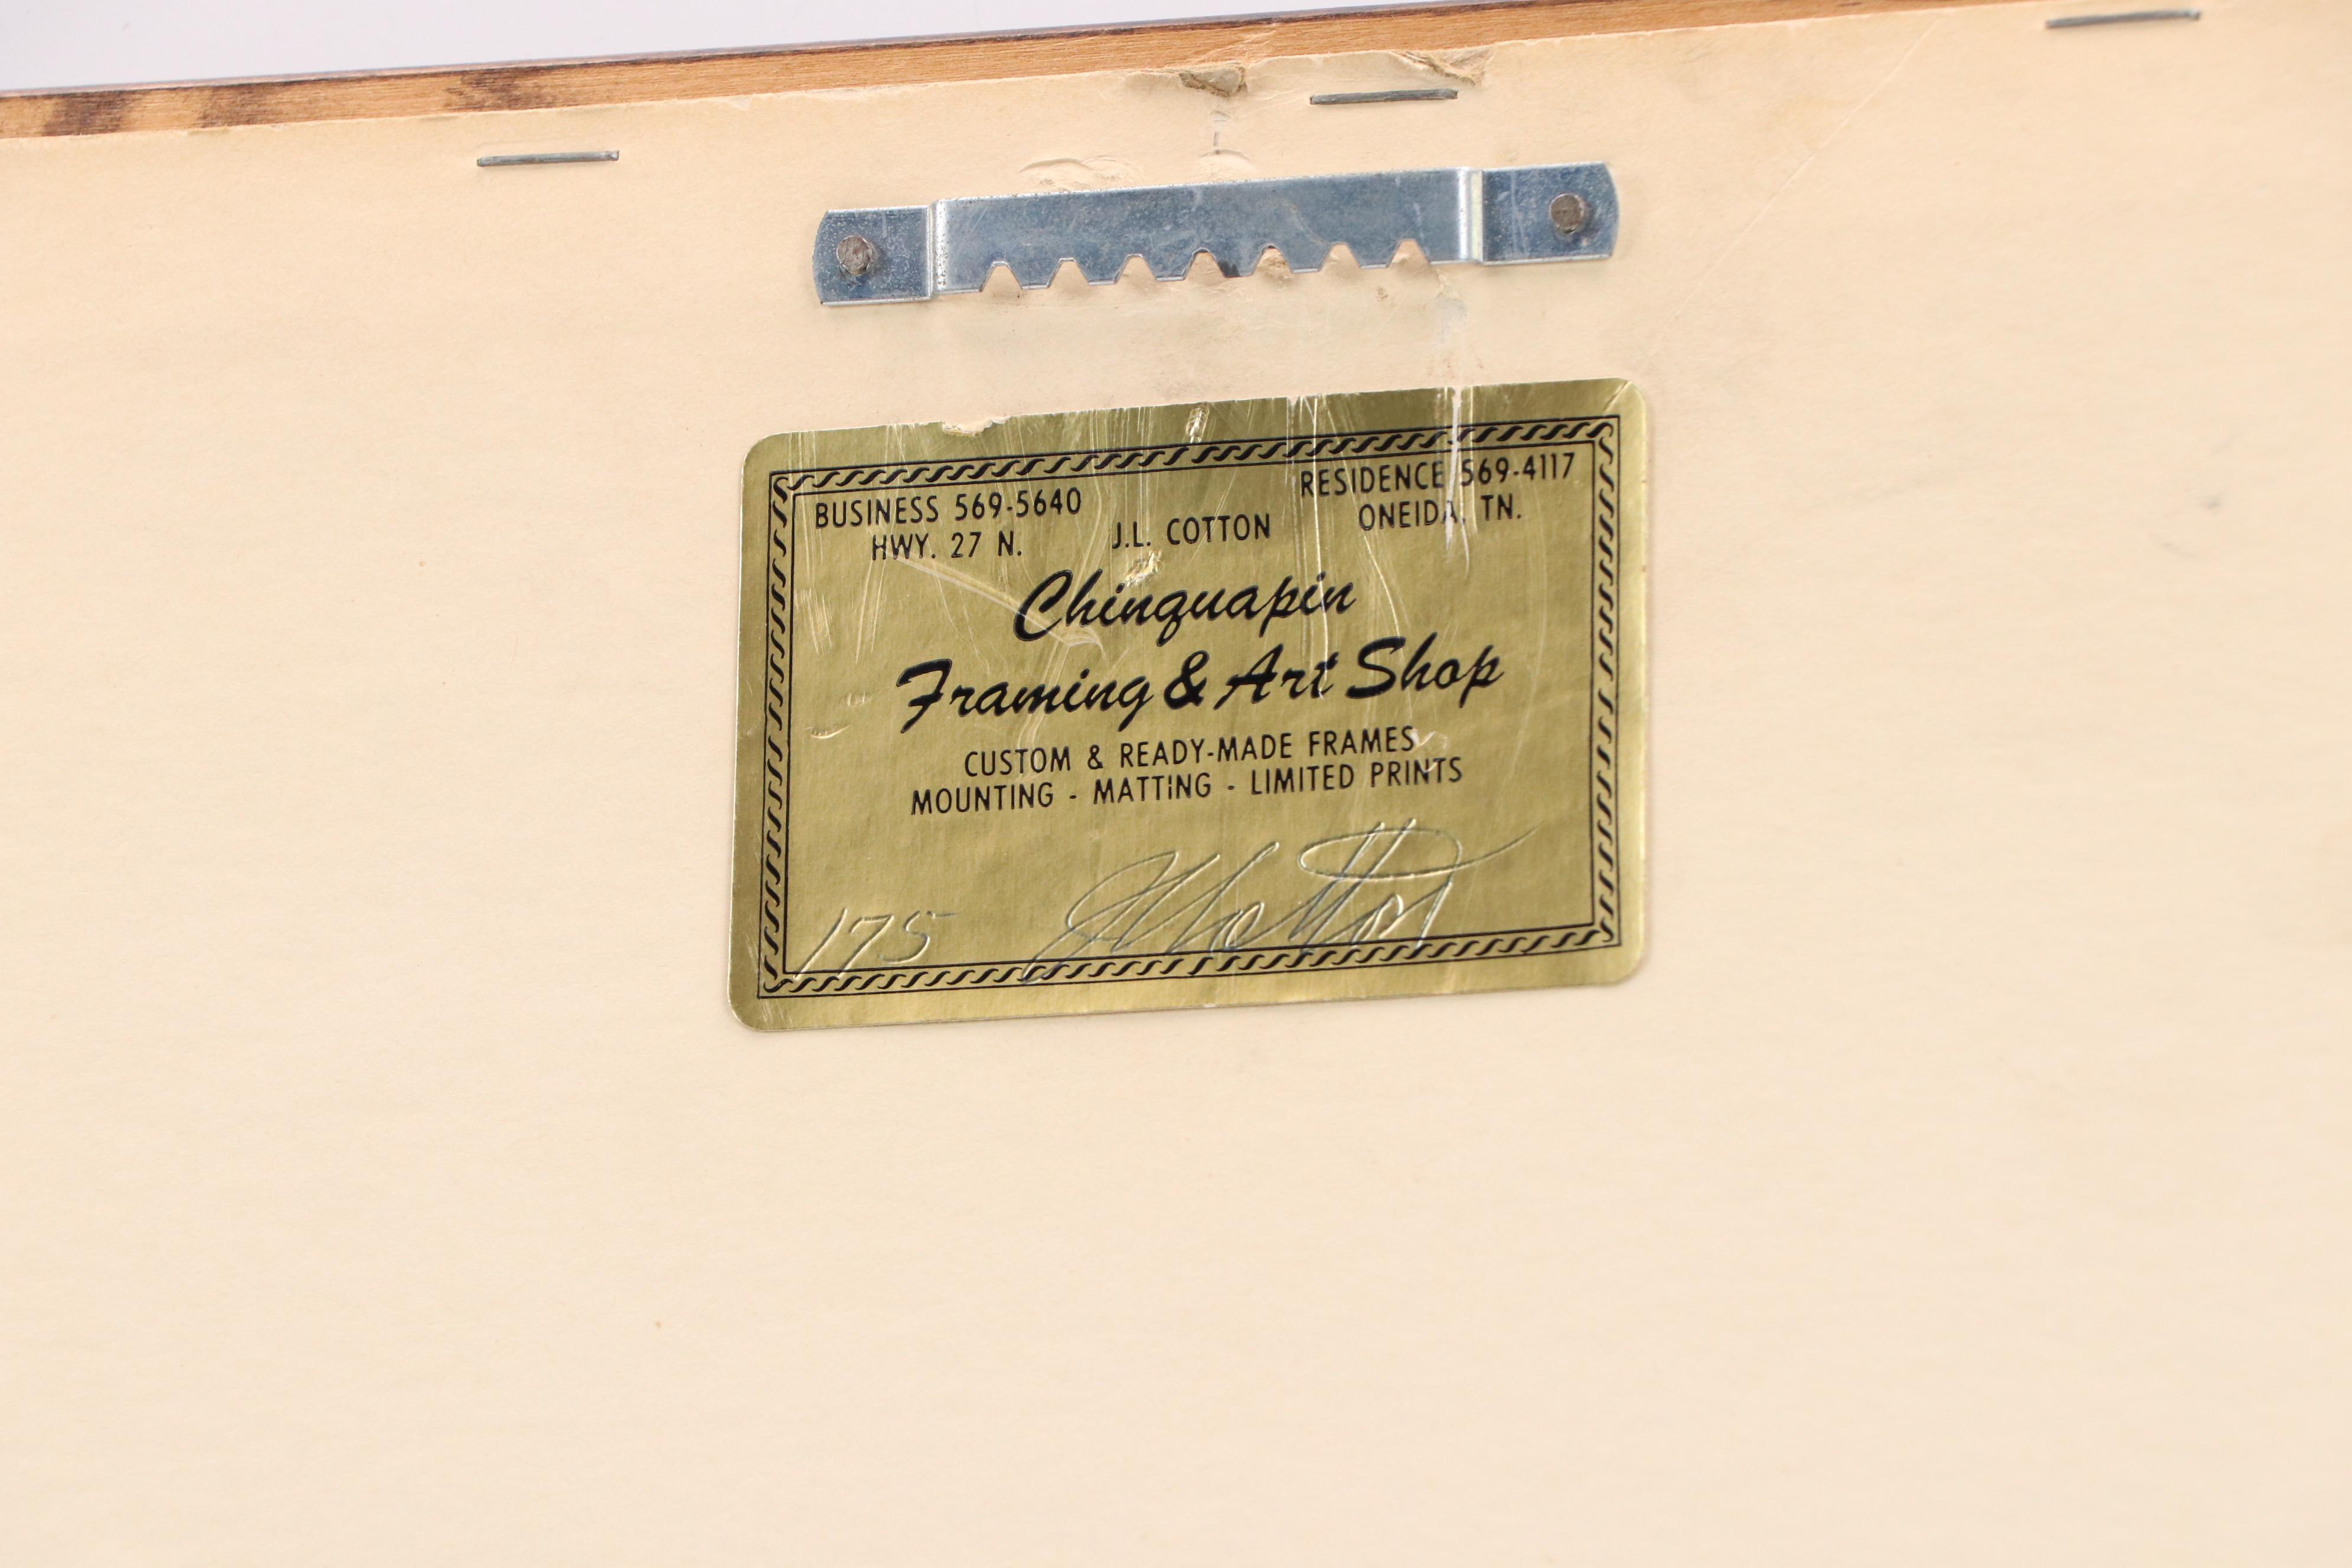 BUSINESS 569-5640
HWY. 27 N.
J.L. COTTON
RESIDENCE 569-4117
ONEIDA, TN.
Chinquapin
Framing & Art Shop
CUSTOM & READY-MADE FRAMES
MOUNTING - MATTiNG - LIMITED PRINTS
175
JLCotton